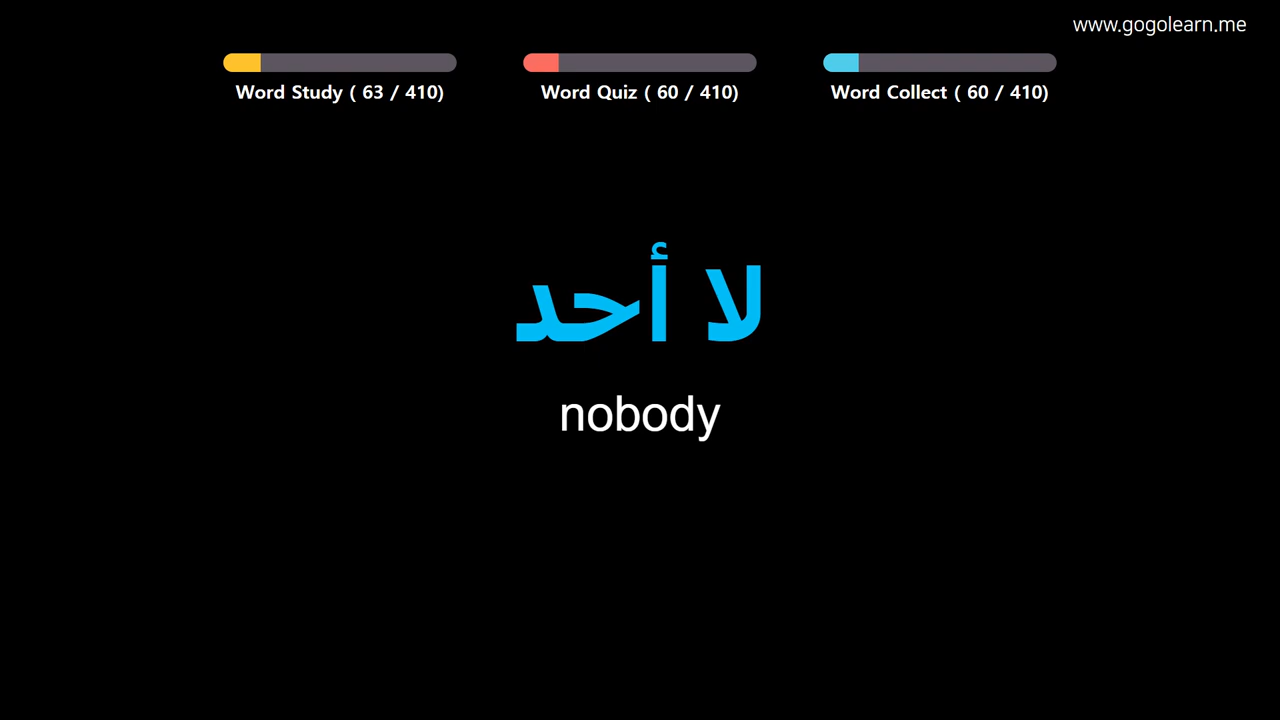 www.gogolearn.me
Word Study ( 63 / 410)
Word Quiz ( 60 / 410)
Word Collect ( 60 / 410)
لا أحد
nobody